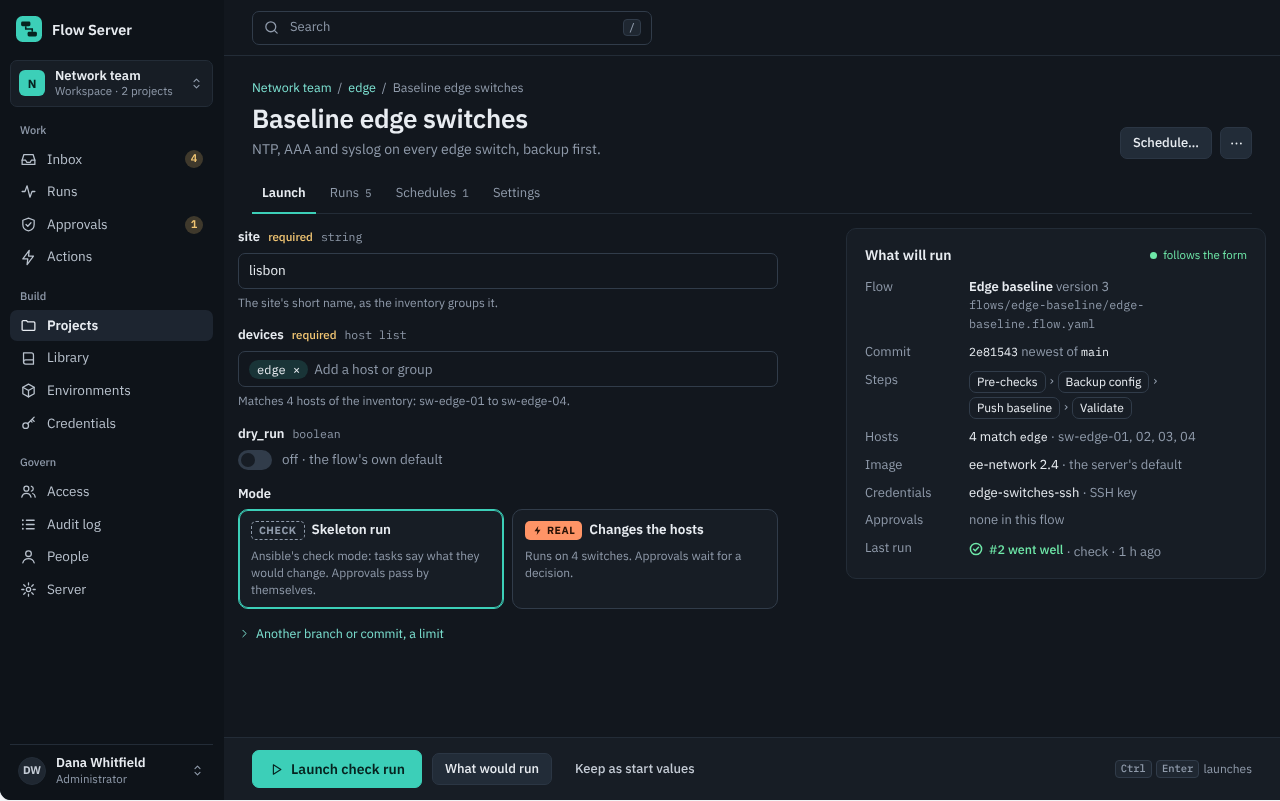 Flow Server
Search
/
N
Network team
Workspace · 2 projects
Work
Inbox
4
Runs
Approvals
1
Actions
Build
Projects
Library
Environments
Credentials
Govern
Access
Audit log
People
Server
DW
Dana Whitfield
Administrator
Network team / edge / Baseline edge switches
Baseline edge switches
NTP, AAA and syslog on every edge switch, backup first.
Schedule...
···
Launch
Runs 5
Schedules 1
Settings
site required string
lisbon
The site's short name, as the inventory groups it.
devices required host list
edge × Add a host or group
Matches 4 hosts of the inventory: sw-edge-01 to sw-edge-04.
dry_run boolean
off · the flow's own default
Mode
CHECK Skeleton run
Ansible's check mode: tasks say what they
would change. Approvals pass by
themselves.
REAL Changes the hosts
Runs on 4 switches. Approvals wait for a
decision.
Another branch or commit, a limit
What will run
follows the form
Flow
Edge baseline version 3
flows/edge-baseline/edge-
baseline.flow.yaml
Commit
2e81543 newest of main
Steps
Pre-checks › Backup config ›
Push baseline › Validate
Hosts
4 match edge · sw-edge-01, 02, 03, 04
Image
ee-network 2.4 · the server's default
Credentials
edge-switches-ssh · SSH key
Approvals
none in this flow
Last run
#2 went well · check · 1 h ago
Launch check run
What would run
Keep as start values
Ctrl Enter launches